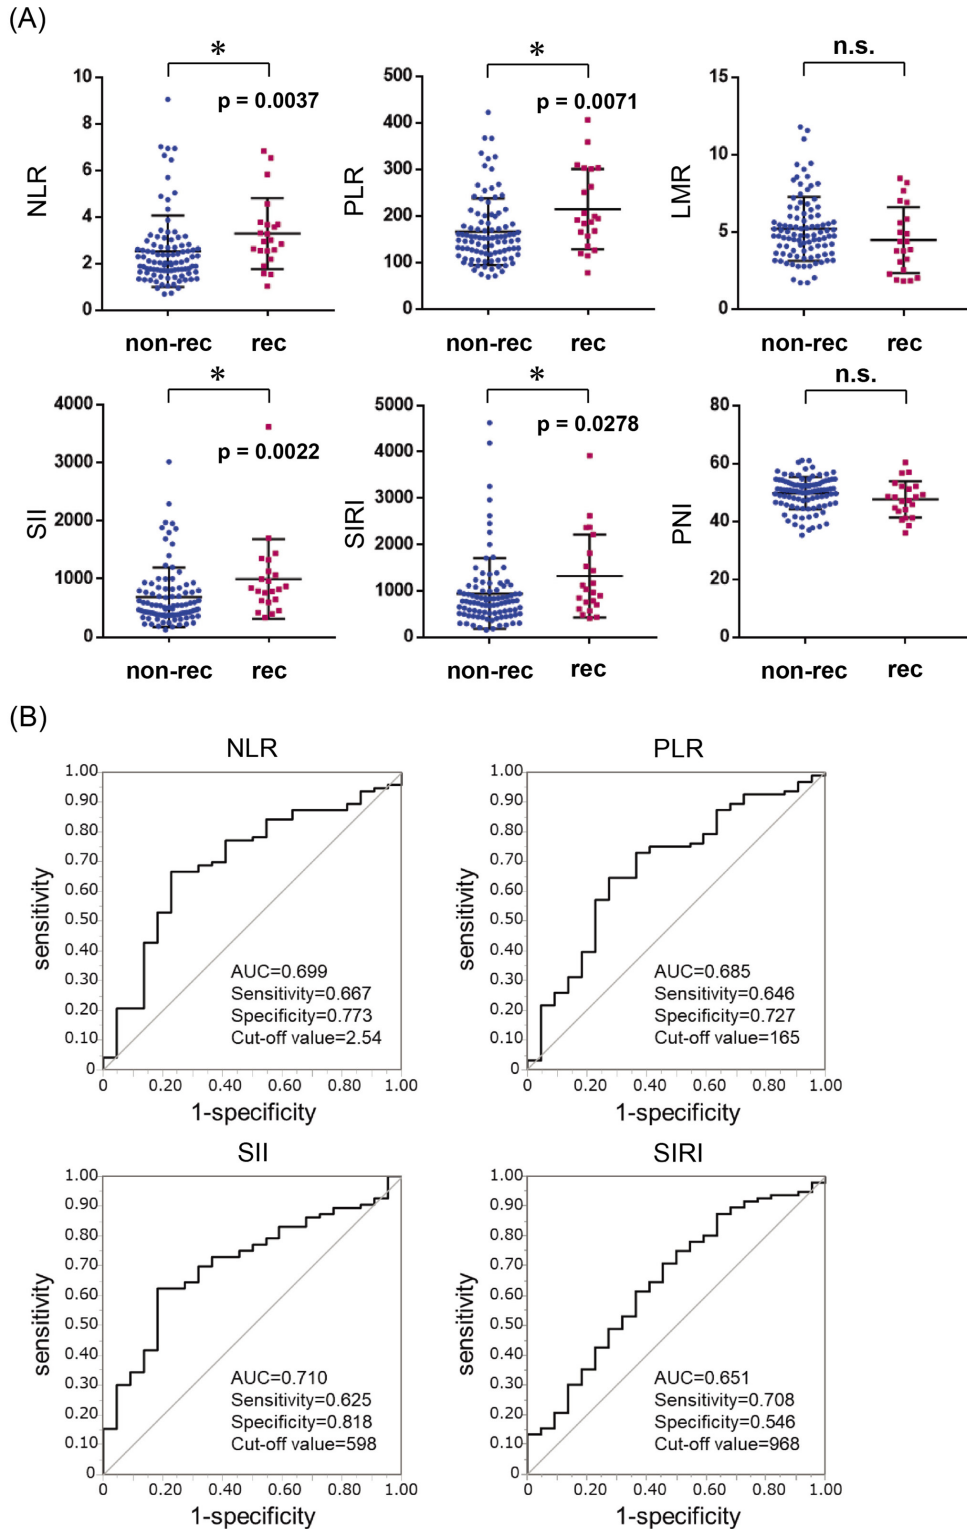 (A)
* * n.s.
p = 0.0037 p = 0.0071
NLR PLR LMR
10 8 6 4 2 0
500 400 300 200 100 0
15 10 5 0
non-rec rec non-rec rec non-rec rec
* * n.s.
p = 0.0022 p = 0.0278
SII SIRI PNI
4000 3000 2000 1000 0
5000 4000 3000 2000 1000 0
80 60 40 20 0
non-rec rec non-rec rec non-rec rec
(B)
NLR
sensitivity
1.00
0.90
0.80
0.70
0.60
0.50
0.40
0.30
0.20
0.10
0
AUC=0.699
Sensitivity=0.667
Specificity=0.773
Cut-off value=2.54
0 0.20 0.40 0.60 0.80 1.00
1-specificity
PLR
sensitivity
1.00
0.90
0.80
0.70
0.60
0.50
0.40
0.30
0.20
0.10
0
AUC=0.685
Sensitivity=0.646
Specificity=0.727
Cut-off value=165
0 0.20 0.40 0.60 0.80 1.00
1-specificity
SII
sensitivity
1.00
0.90
0.80
0.70
0.60
0.50
0.40
0.30
0.20
0.10
0
AUC=0.710
Sensitivity=0.625
Specificity=0.818
Cut-off value=598
0 0.20 0.40 0.60 0.80 1.00
1-specificity
SIRI
sensitivity
1.00
0.90
0.80
0.70
0.60
0.50
0.40
0.30
0.20
0.10
0
AUC=0.651
Sensitivity=0.708
Specificity=0.546
Cut-off value=968
0 0.20 0.40 0.60 0.80 1.00
1-specificity